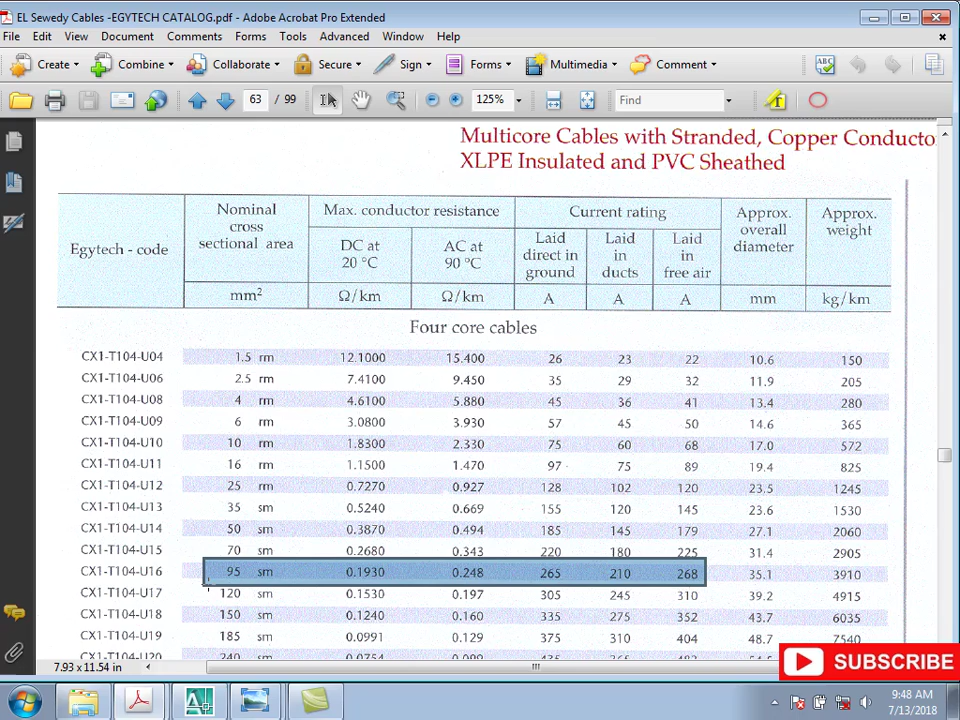 EL Sewedy Cables -EGYTECH CATALOG.pdf - Adobe Acrobat Pro Extended
File Edit View Document Comments Forms Tools Advanced Window Help
Create Combine Collaborate Secure Sign Forms Multimedia Comment
63 / 99 125% Find
Multicore Cables with Stranded, Copper Conducto
XLPE Insulated and PVC Sheathed
Egytech - code
Nominal cross sectional area
Max. conductor resistance
Current rating
Approx. overall diameter
Approx. weight
DC at 20 °C
AC at 90 °C
Laid direct in ground
Laid in ducts
Laid in free air
mm² Ω/km Ω/km A A A mm kg/km
Four core cables
CX1-T104-U04 1.5 rm 12.1000 15.400 26 23 22 10.6 150
CX1-T104-U06 2.5 rm 7.4100 9.450 35 29 32 11.9 205
CX1-T104-U08 4 rm 4.6100 5.880 45 36 41 13.4 280
CX1-T104-U09 6 rm 3.0800 3.930 57 45 50 14.6 365
CX1-T104-U10 10 rm 1.8300 2.330 75 60 68 17.0 572
CX1-T104-U11 16 rm 1.1500 1.470 97 75 89 19.4 825
CX1-T104-U12 25 rm 0.7270 0.927 128 102 120 23.5 1245
CX1-T104-U13 35 sm 0.5240 0.669 155 120 145 23.6 1530
CX1-T104-U14 50 sm 0.3870 0.494 185 145 179 27.1 2060
CX1-T104-U15 70 sm 0.2680 0.343 220 180 225 31.4 2905
CX1-T104-U16 95 sm 0.1930 0.248 265 210 268 35.1 3910
CX1-T104-U17 120 sm 0.1530 0.197 305 245 310 39.2 4915
CX1-T104-U18 150 sm 0.1240 0.160 335 275 352 43.7 6035
CX1-T104-U19 185 sm 0.0991 0.129 375 310 404 48.7 7540
CX1-T104-U20 240 sm 0.0754
7.93 x 11.54 in
SUBSCRIBE
9:48 AM
7/13/2018